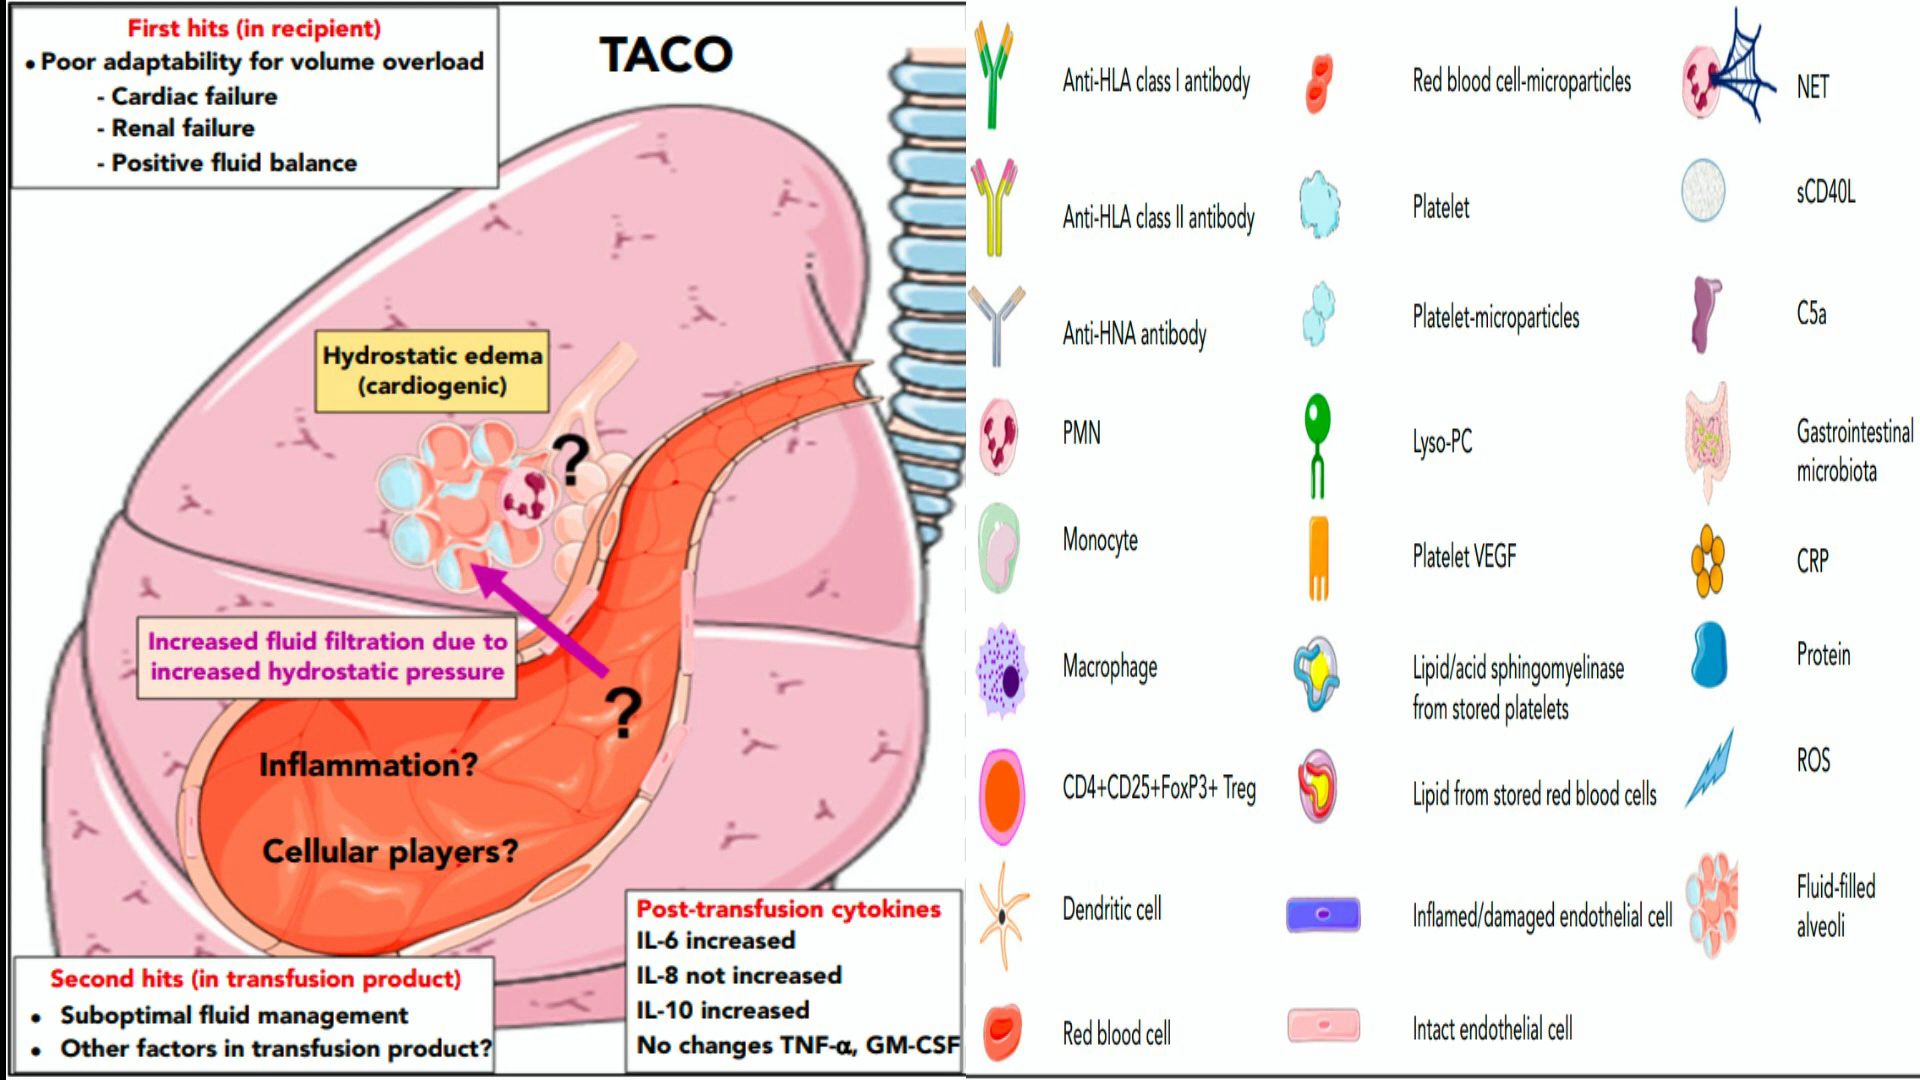 First hits (in recipient)
• Poor adaptability for volume overload
- Cardiac failure
- Renal failure
- Positive fluid balance
TACO
Hydrostatic edema
(cardiogenic)
?
Increased fluid filtration due to
increased hydrostatic pressure
?
Inflammation?
Cellular players?
Second hits (in transfusion product)
• Suboptimal fluid management
• Other factors in transfusion product?
Post-transfusion cytokines
IL-6 increased
IL-8 not increased
IL-10 increased
No changes TNF-α, GM-CSF
Anti-HLA class I antibody
Anti-HLA class II antibody
Anti-HNA antibody
PMN
Monocyte
Macrophage
CD4+CD25+FoxP3+ Treg
Dendritic cell
Red blood cell
Red blood cell-microparticles
Platelet
Platelet-microparticles
Lyso-PC
Platelet VEGF
Lipid/acid sphingomyelinase
from stored platelets
Lipid from stored red blood cells
Inflamed/damaged endothelial cell
Intact endothelial cell
NET
sCD40L
C5a
Gastrointestinal
microbiota
CRP
Protein
ROS
Fluid-filled
alveoli